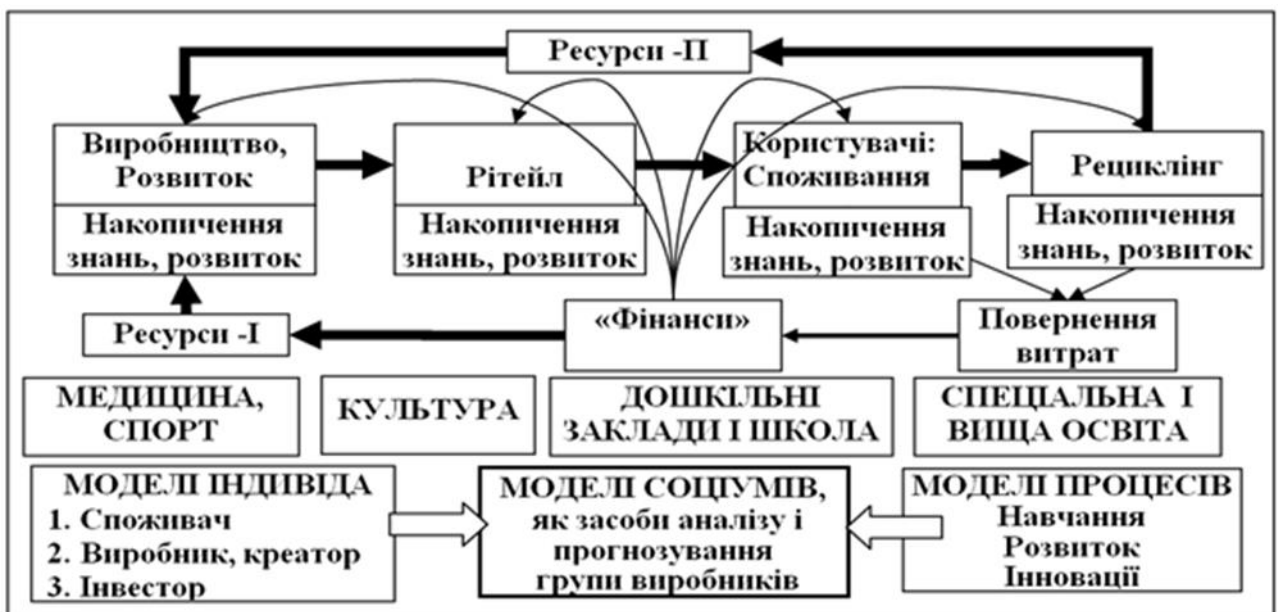 Ресурси -П
Виробництво,
Розвиток
Накопичення
знань, розвиток
Рітейл
Накопичення
знань, розвиток
Користувачі:
Споживання
Накопичення
знань, розвиток
Рециклінг
Накопичення
знань, розвиток
Ресурси -І
«Фінанси»
Повернення
витрат
МЕДИЦИНА,
СПОРТ
КУЛЬТУРА
ДОШКІЛЬНІ
ЗАКЛАДИ І ШКОЛА
СПЕЦІАЛЬНА І
ВИЩА ОСВІТА
МОДЕЛІ ІНДИВІДА
1. Споживач
2. Виробник, креатор
3. Інвестор
МОДЕЛІ СОЦІУМІВ,
як засоби аналізу і
прогнозування
групи виробників
МОДЕЛІ ПРОЦЕСІВ
Навчання
Розвиток
Інновації